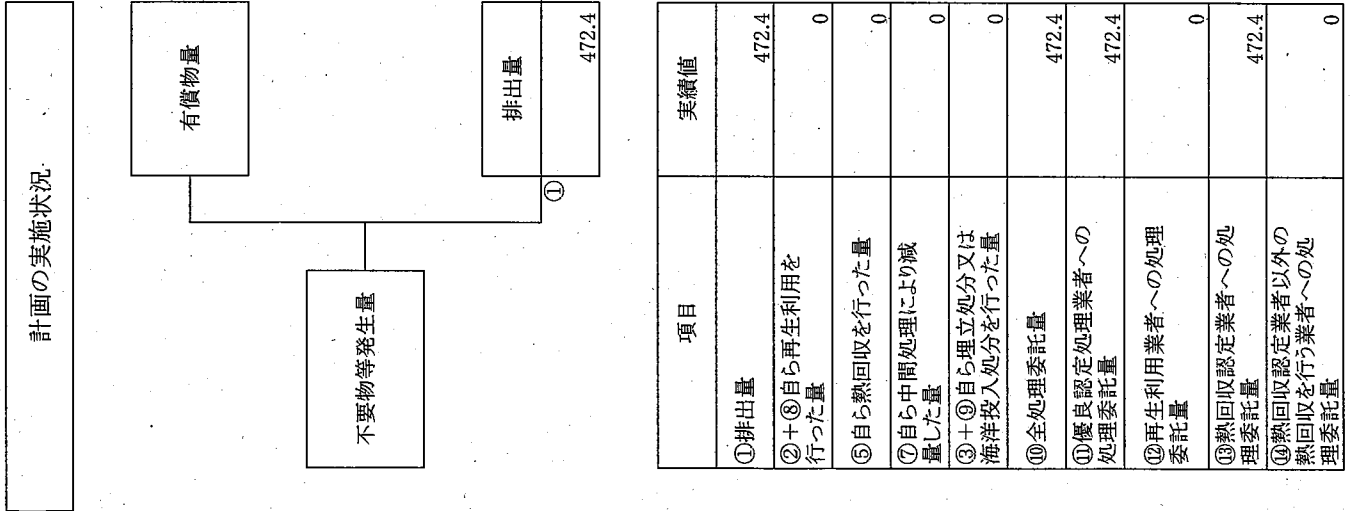 計画の実施状況
有償物量
不要物等発生量
排出量
①
472.4
項目
実績値
①排出量
472.4
②+⑧自ら再生利用を
行った量
0
⑤自ら熱回収を行った量
0
⑦自ら中間処理により減
量した量
0
③+⑨自ら埋立処分又は
海洋投入処分を行った量
0
⑩全処理委託量
472.4
⑪優良認定処理業者への
処理委託量
472.4
⑫再生利用業者への処理
委託量
0
⑬熱回収認定業者への処
理委託量
472.4
⑭熱回収認定業者以外の
熱回収を行う業者への処
理委託量
0